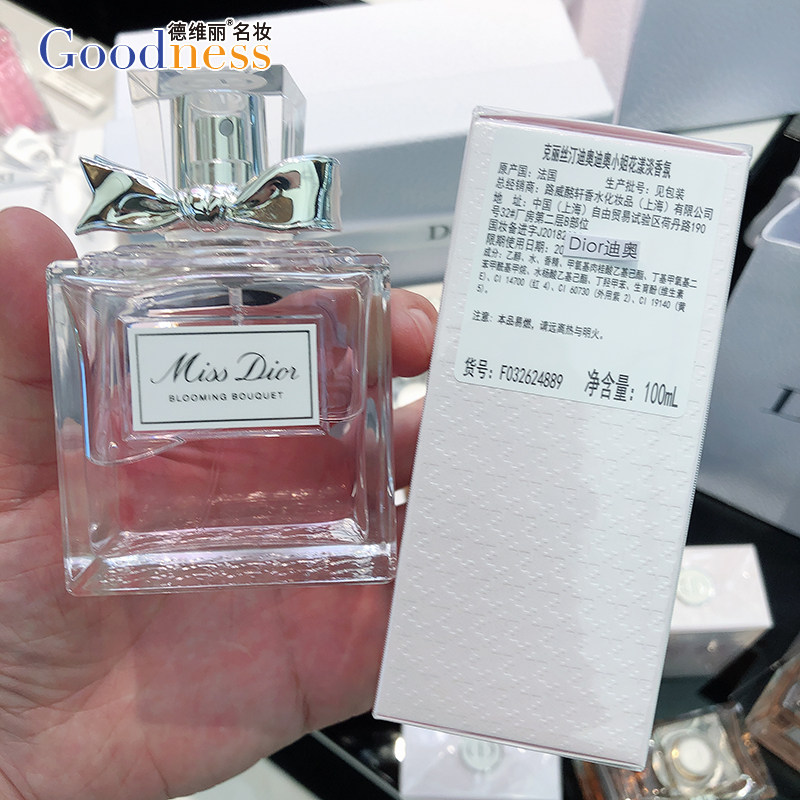 德维丽®名妆
Goodness
Miss Dior
BLOOMING BOUQUET
克丽丝汀迪奥迪奥小姐花漾淡香氛
原产国：法国 生产批号：见包装
总经销商：路威酩轩香水化妆品（上海）有限公司
地 址：中国（上海）自由贸易试验区荷丹路190
号32#厂房第二层B部位
国妆备进字J20182
限期使用日期：20
Dior迪奥
成分：乙醇、水、香精、甲氧基肉桂酸乙基己酯、丁基甲氧基二
苯甲酰基甲烷、水杨酸乙基己酯、丁羟甲苯、生育酚（维生素
E）、CI 14700（红 4）、CI 60730（外用紫 2）、CI 19140（黄
5）。
注意：本品易燃，请远离高热与明火。
货号：F032624889 净含量：100mL